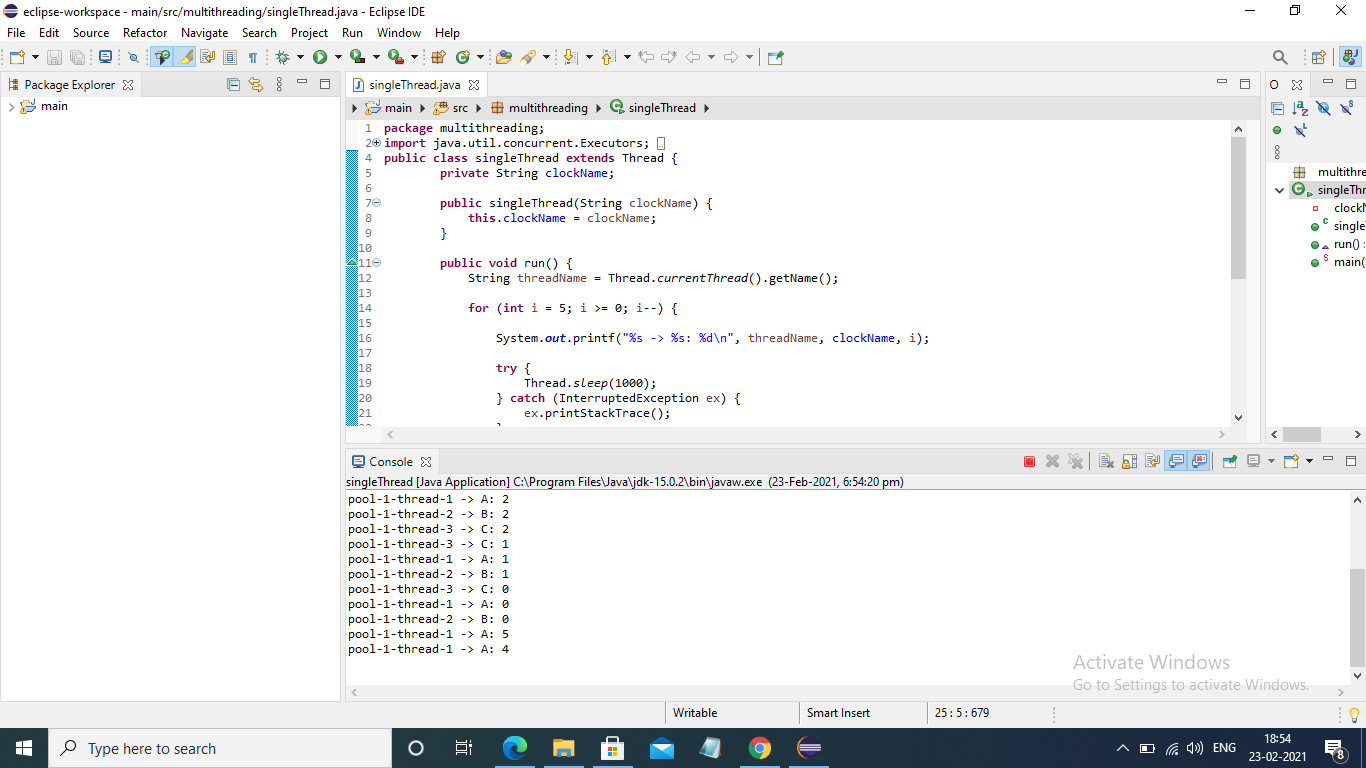 eclipse-workspace - main/src/multithreading/singleThread.java - Eclipse IDE
File Edit Source Refactor Navigate Search Project Run Window Help
Package Explorer
main
singleThread.java
main src multithreading singleThread
1 package multithreading;
2 import java.util.concurrent.Executors;
4 public class singleThread extends Thread {
5 private String clockName;
6
7 public singleThread(String clockName) {
8 this.clockName = clockName;
9 }
10
11 public void run() {
12 String threadName = Thread.currentThread().getName();
13
14 for (int i = 5; i >= 0; i--) {
15
16 System.out.printf("%s -> %s: %d\n", threadName, clockName, i);
17
18 try {
19 Thread.sleep(1000);
20 } catch (InterruptedException ex) {
21 ex.printStackTrace();
O
multithre
singleThr
clockN
single
run() :
main(
Console
singleThread [Java Application] C:\Program Files\Java\jdk-15.0.2\bin\javaw.exe (23-Feb-2021, 6:54:20 pm)
pool-1-thread-1 -> A: 2
pool-1-thread-2 -> B: 2
pool-1-thread-3 -> C: 2
pool-1-thread-3 -> C: 1
pool-1-thread-1 -> A: 1
pool-1-thread-2 -> B: 1
pool-1-thread-3 -> C: 0
pool-1-thread-1 -> A: 0
pool-1-thread-2 -> B: 0
pool-1-thread-1 -> A: 5
pool-1-thread-1 -> A: 4
Activate Windows
Go to Settings to activate Windows.
Writable Smart Insert 25 : 5 : 679
Type here to search
ENG
18:54
23-02-2021
8